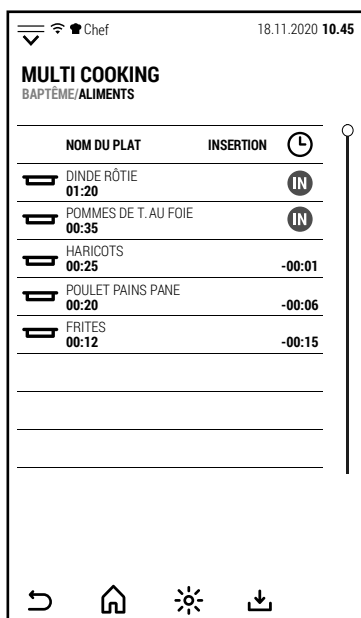 Chef 18.11.2020 10.45
MULTI COOKING
BAPTÊME/ALIMENTS
NOM DU PLAT INSERTION
DINDE RÔTIE
01:20 IN
POMMES DE T. AU FOIE
00:35 IN
HARICOTS
00:25 -00:01
POULET PAINS PANE
00:20 -00:06
FRITES
00:12 -00:15